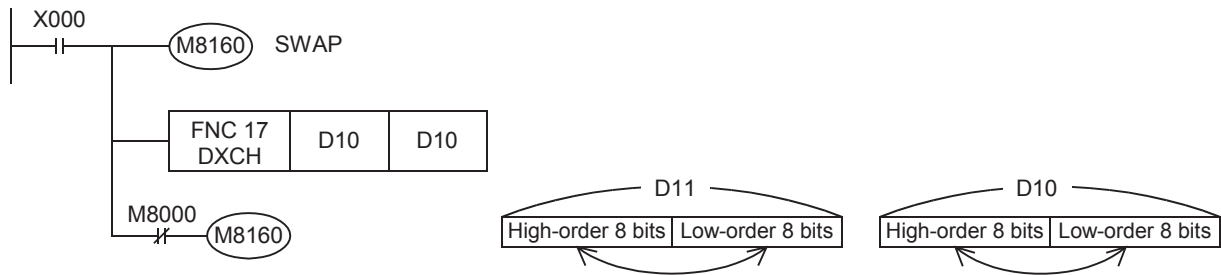 X000
M8160 SWAP
FNC 17 D10 D10
DXCH
M8000
M8160
D11 D10
High-order 8 bits Low-order 8 bits High-order 8 bits Low-order 8 bits